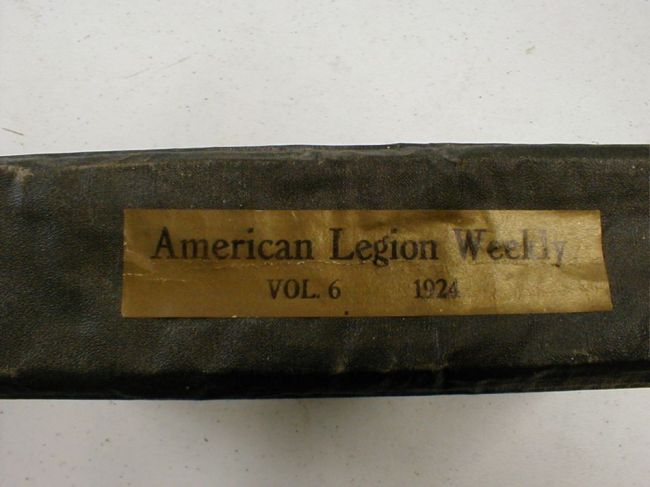 American Legion Weekly
VOL. 6 1924